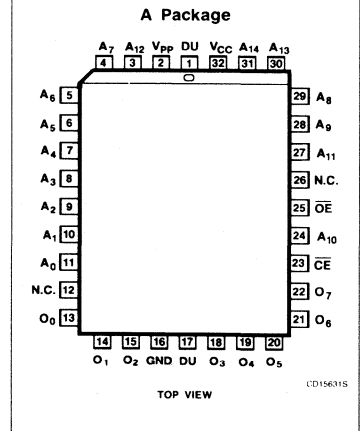 A Package
A7 A12 VPP DU VCC A14 A13
4 3 2 1 32 31 30
A6 5 29 A8
A5 6 28 A9
A4 7 27 A11
A3 8 26 N.C.
A2 9 25 O̅E̅
A1 10 24 A10
A0 11 23 C̅E̅
N.C. 12 22 O7
O0 13 21 O6
14 15 16 17 18 19 20
O1 O2 GND DU O3 O4 O5
CD15631S
TOP VIEW